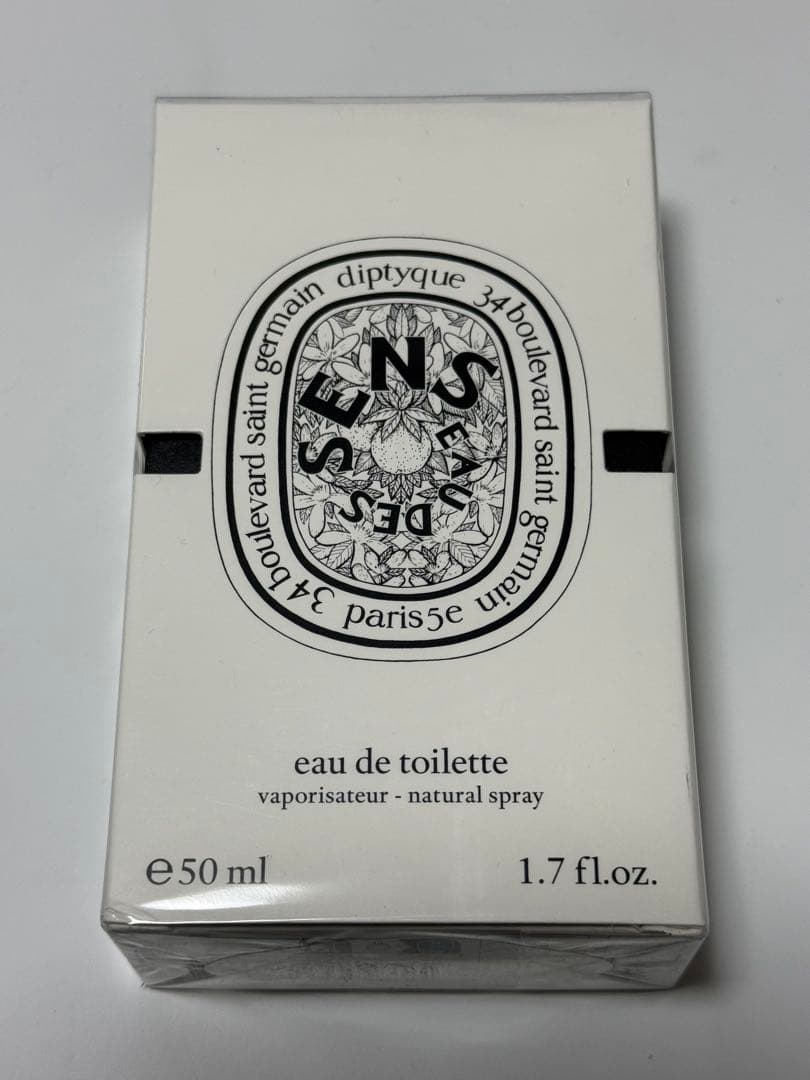 diptyque 34 boulevard saint germain paris 5e 34 boulevard saint germain
EAU DES SENS
eau de toilette
vaporisateur - natural spray
℮ 50 ml
1.7 fl.oz.